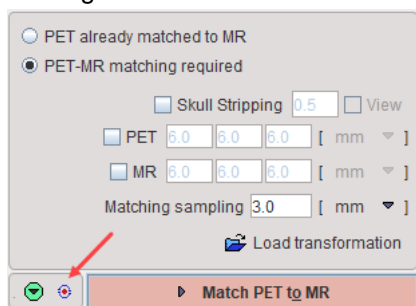 PET already matched to MR
PET-MR matching required
Skull Stripping 0.5 View
PET 6.0 6.0 6.0 [ mm ]
MR 6.0 6.0 6.0 [ mm ]
Matching sampling 3.0 [ mm ]
Load transformation
Match PET to MR